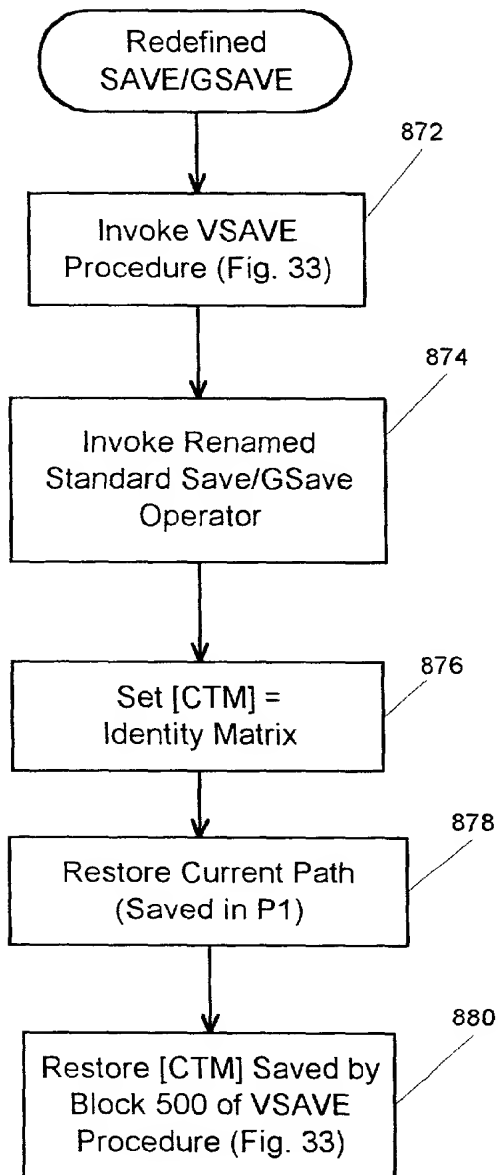 Redefined
SAVE/GSAVE
872
Invoke VSAVE
Procedure (Fig. 33)
874
Invoke Renamed
Standard Save/GSave
Operator
876
Set [CTM] =
Identity Matrix
878
Restore Current Path
(Saved in P1)
880
Restore [CTM] Saved by
Block 500 of VSAVE
Procedure (Fig. 33)